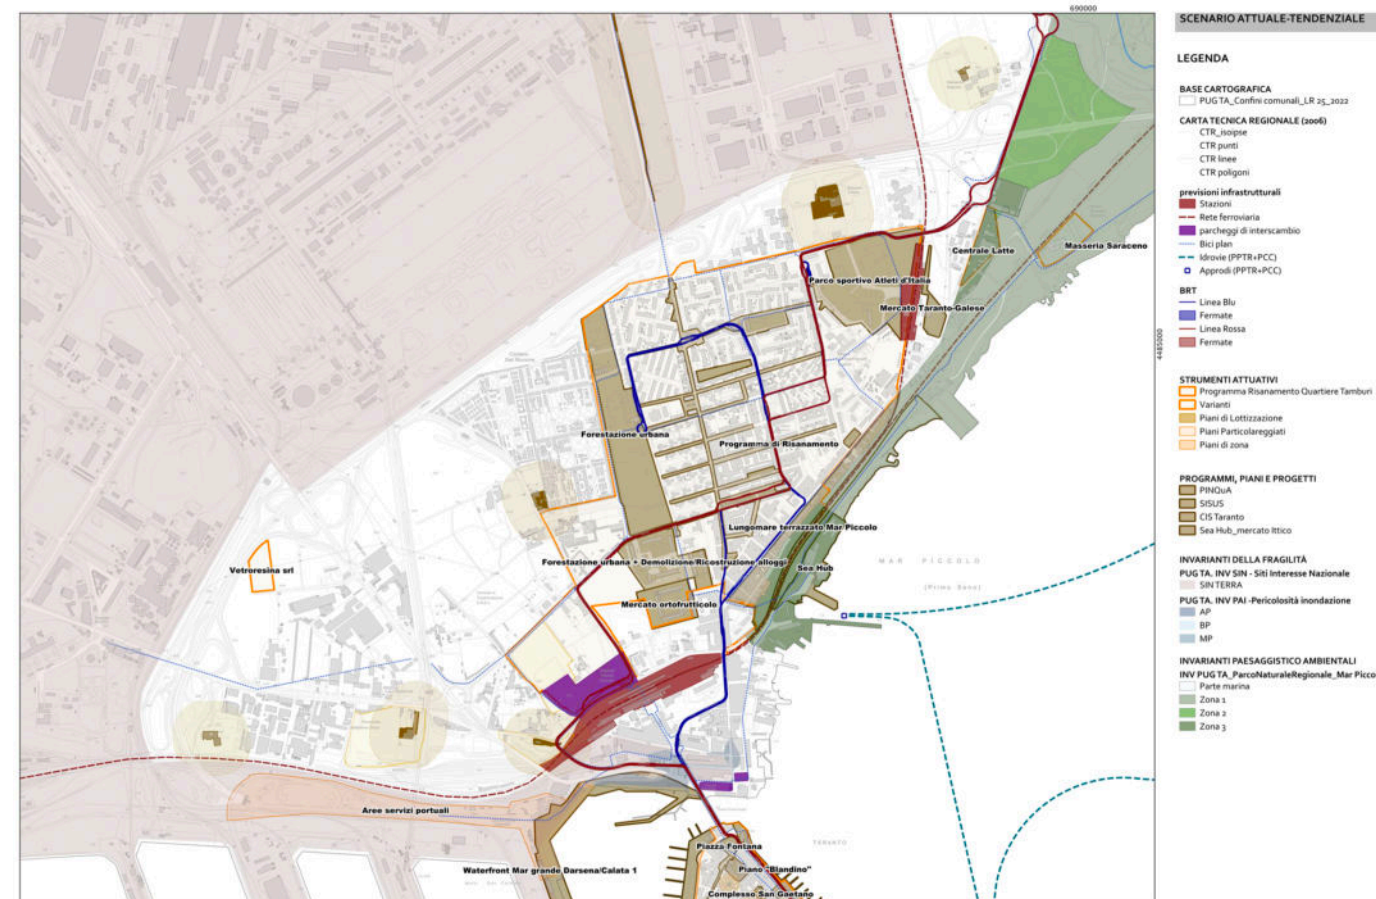 690000
4485000
SCENARIO ATTUALE-TENDENZIALE
LEGENDA
BASE CARTOGRAFICA
PUG TA_Confini comunali_LR 25_2022
CARTA TECNICA REGIONALE (2006)
CTR_isoipse
CTR punti
CTR linee
CTR poligoni
previsioni infrastrutturali
Stazioni
Rete ferroviaria
parcheggi di interscambio
Bici plan
Idrovie (PPTR+PCC)
Approdi (PPTR+PCC)
BRT
Linea Blu
Fermate
Linea Rossa
Fermate
STRUMENTI ATTUATIVI
Programma Risanamento Quartiere Tamburi
Varianti
Piani di Lottizzazione
Piani Particolareggiati
Piani di zona
PROGRAMMI, PIANI E PROGETTI
PINQuA
SISUS
CIS Taranto
Sea Hub_mercato Ittico
INVARIANTI DELLA FRAGILITÀ
PUG TA. INV SIN - Siti Interesse Nazionale
SIN TERRA
PUG TA. INV PAI -Pericolosità inondazione
AP
BP
MP
INVARIANTI PAESAGGISTICO AMBIENTALI
INV PUG TA_ParcoNaturaleRegionale_Mar Picco
Parte marina
Zona 1
Zona 2
Zona 3
Masseria Saraceno
Centrale Latte
Parco sportivo Atleti d'Italia
Mercato Taranto-Galese
Forestazione urbana
Programma di Risanamento
Lungomare terrazzato Mar Piccolo
MAR PICCOLO
(Primo Seno)
Sea Hub
Forestazione urbana + Demolizione/Ricostruzione alloggi
Vetroresina srl
Mercato ortofrutticolo
Aree servizi portuali
Piazza Fontana
TARANTO
Waterfront Mar grande Darsena/Calata 1
Piano "Blandino"
Complesso San Gaetano